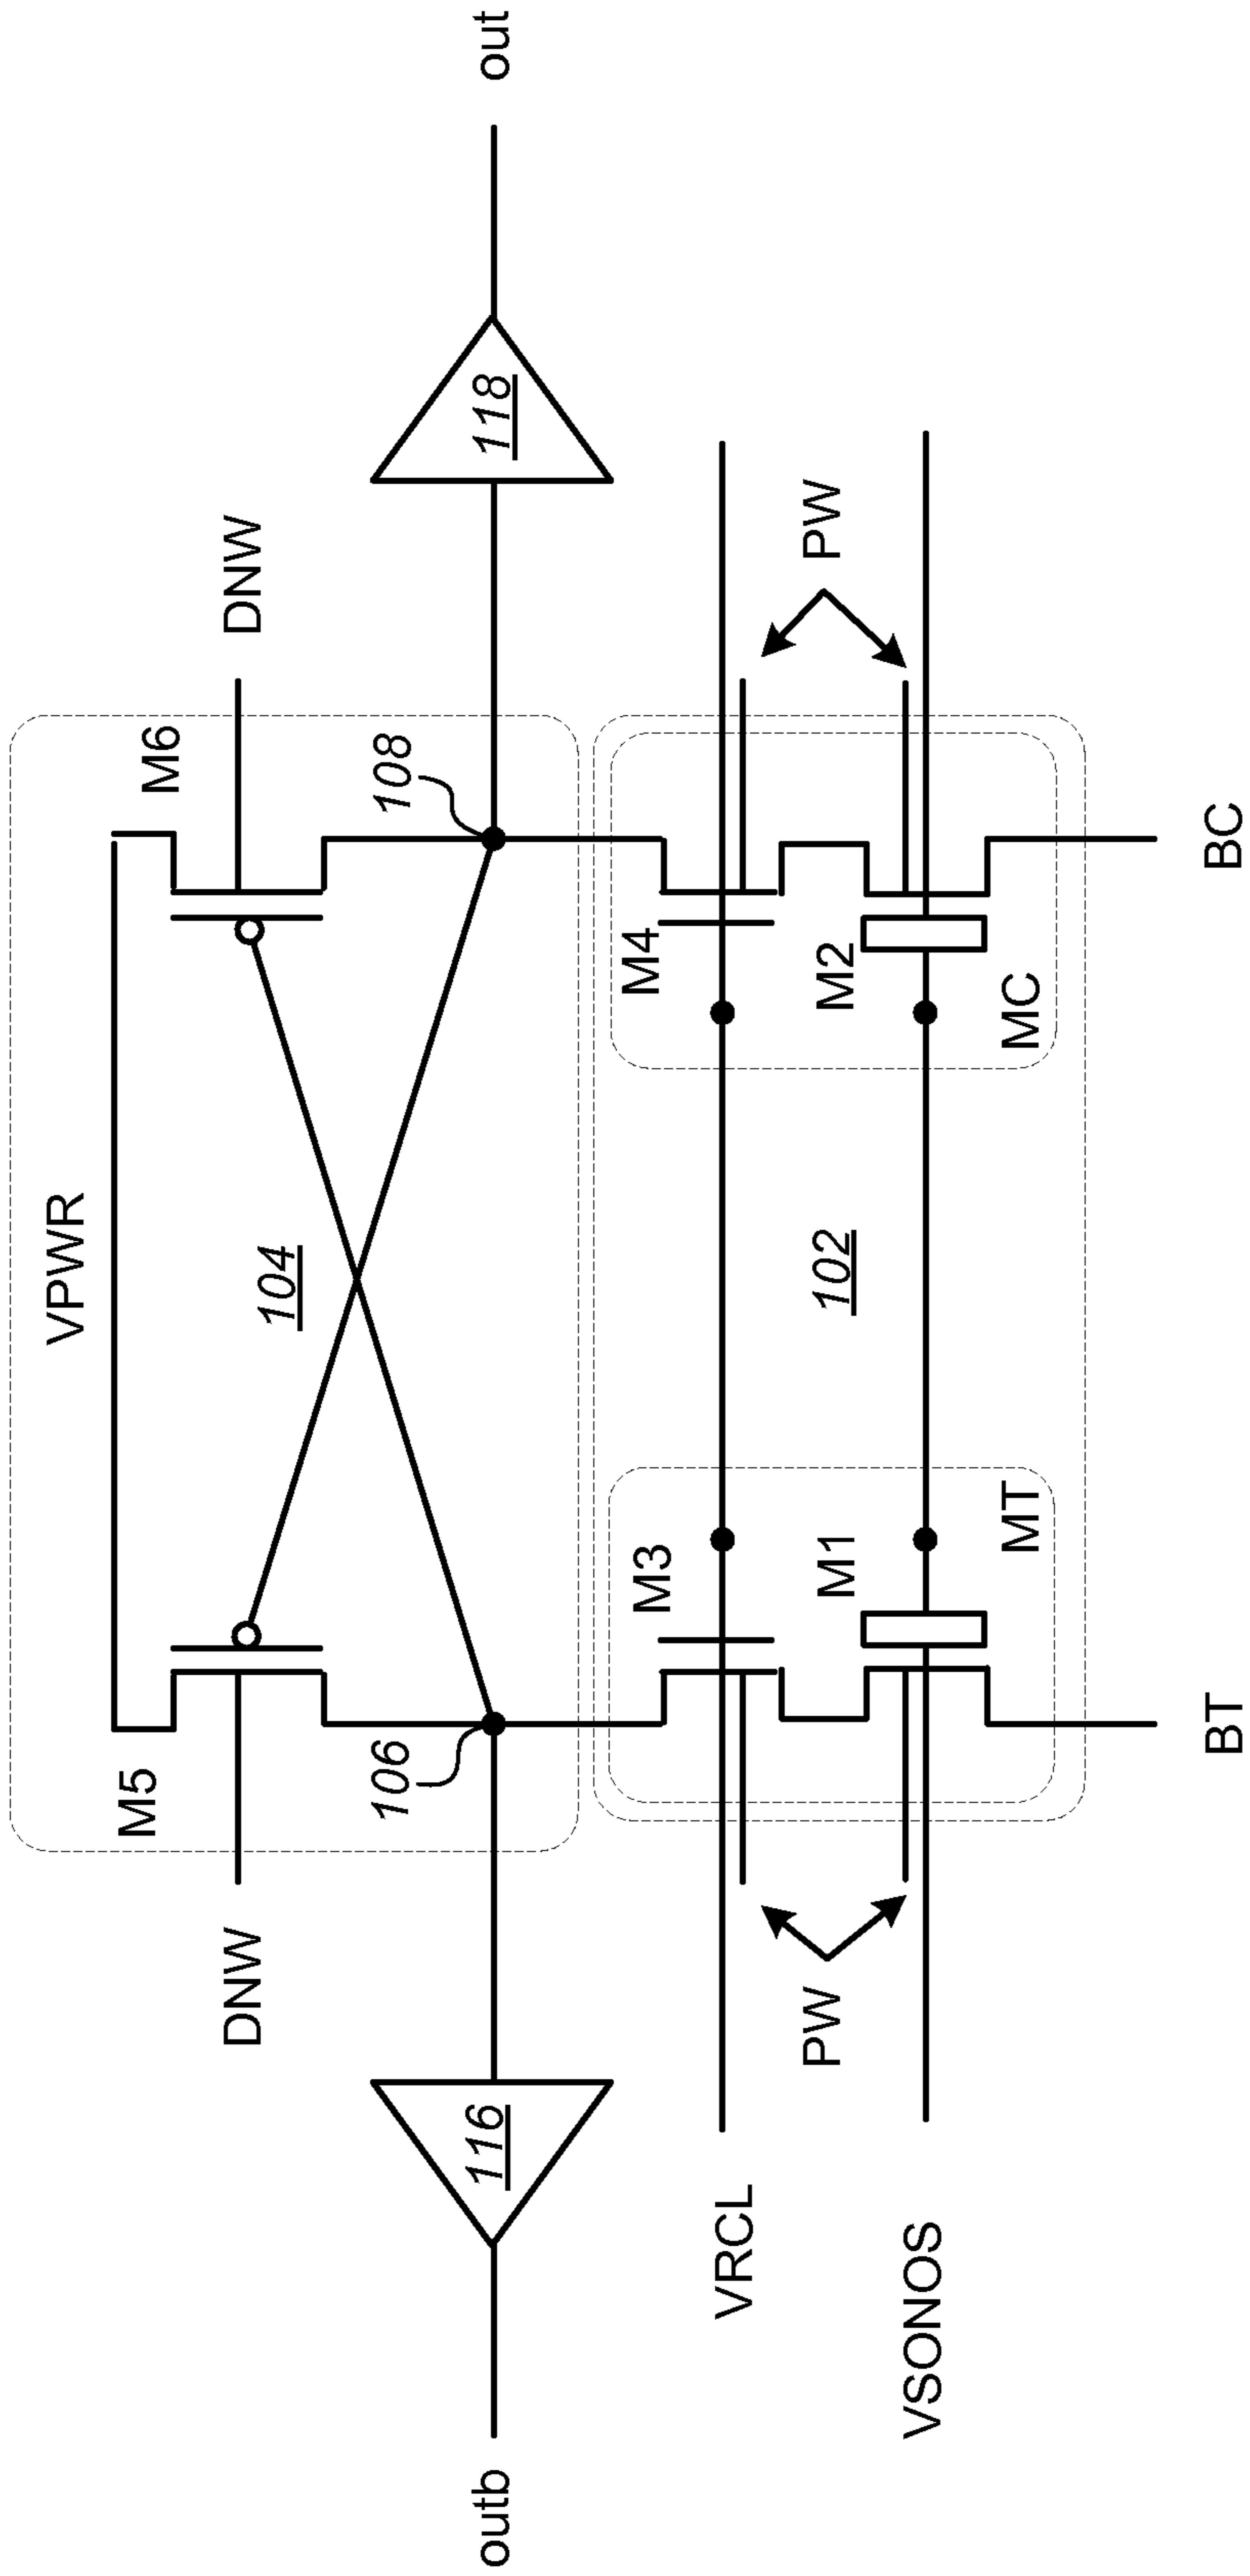 VPWR
M5
M6
DNW
DNW
104
106
108
outb
116
118
out
M3
M4
VRCL
PW
PW
102
M1
M2
VSONOS
MT
MC
BT
BC